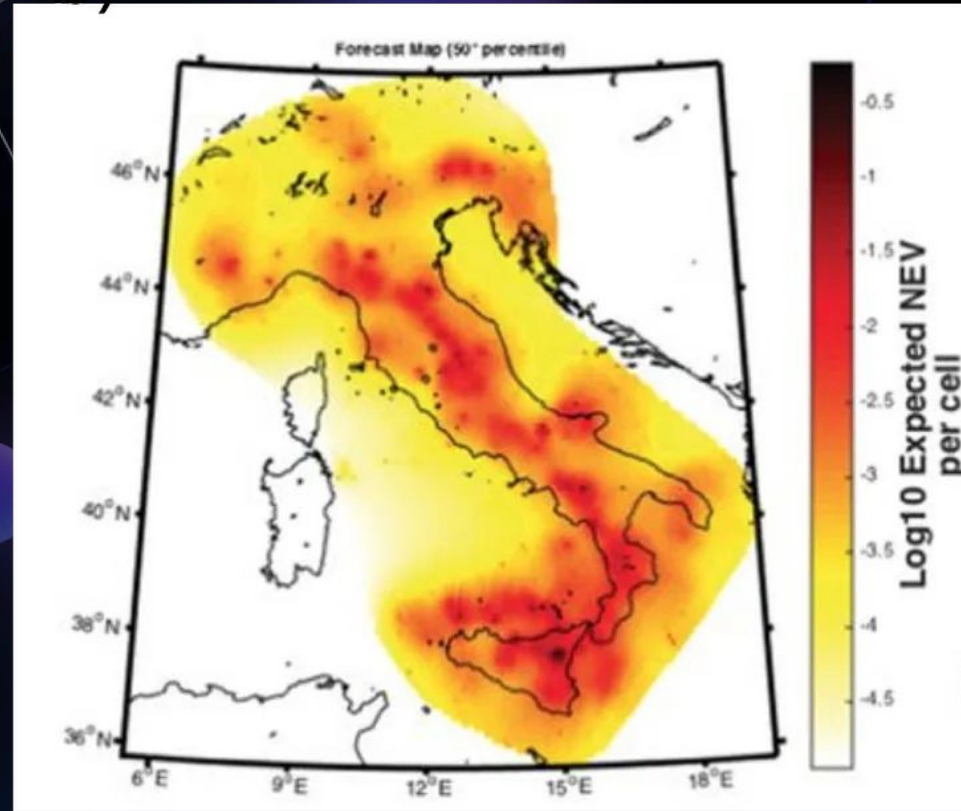 Forecast Map (50° percentile)
46°N
44°N
42°N
40°N
38°N
36°N
6°E
9°E
12°E
15°E
18°E
-0.5
-1
-1.5
-2
-2.5
-3
-3.5
-4
-4.5
Log10 Expected NEV
per cell